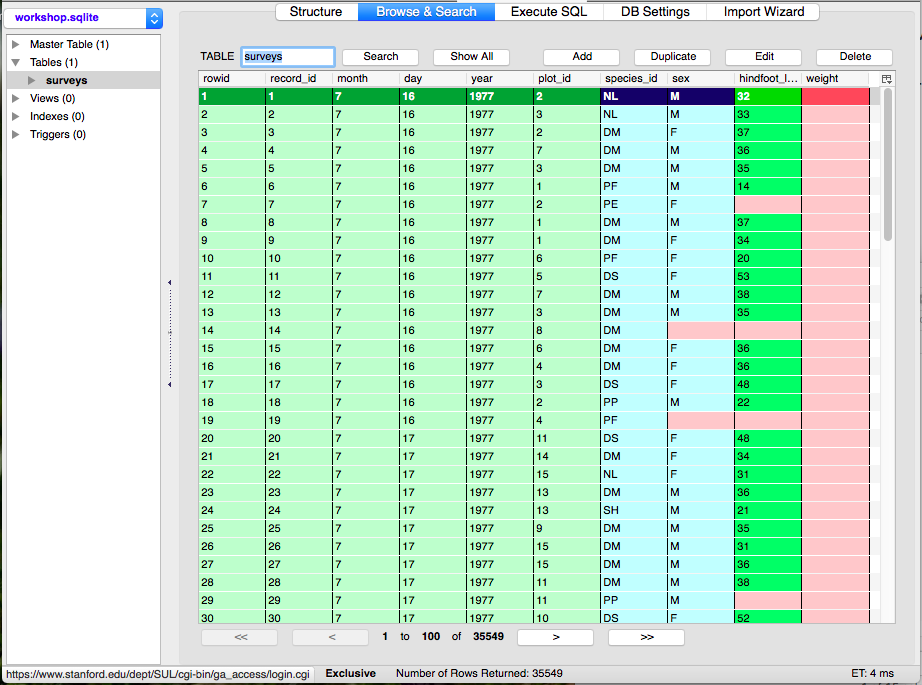 workshop.sqlite
Structure Browse & Search Execute SQL DB Settings Import Wizard
Master Table (1)
Tables (1)
surveys
Views (0)
Indexes (0)
Triggers (0)
TABLE surveys Search Show All Add Duplicate Edit Delete
rowid record_id month day year plot_id species_id sex hindfoot_l... weight
1 1 7 16 1977 2 NL M 32
2 2 7 16 1977 3 NL M 33
3 3 7 16 1977 2 DM F 37
4 4 7 16 1977 7 DM M 36
5 5 7 16 1977 3 DM M 35
6 6 7 16 1977 1 PF M 14
7 7 7 16 1977 2 PE F
8 8 7 16 1977 1 DM M 37
9 9 7 16 1977 1 DM F 34
10 10 7 16 1977 6 PF F 20
11 11 7 16 1977 5 DS F 53
12 12 7 16 1977 7 DM M 38
13 13 7 16 1977 3 DM M 35
14 14 7 16 1977 8 DM
15 15 7 16 1977 6 DM F 36
16 16 7 16 1977 4 DM F 36
17 17 7 16 1977 3 DS F 48
18 18 7 16 1977 2 PP M 22
19 19 7 16 1977 4 PF
20 20 7 17 1977 11 DS F 48
21 21 7 17 1977 14 DM F 34
22 22 7 17 1977 15 NL F 31
23 23 7 17 1977 13 DM M 36
24 24 7 17 1977 13 SH M 21
25 25 7 17 1977 9 DM M 35
26 26 7 17 1977 15 DM M 31
27 27 7 17 1977 15 DM M 36
28 28 7 17 1977 11 DM M 38
29 29 7 17 1977 11 PP M
30 30 7 17 1977 10 DS F 52
<< < 1 to 100 of 35549 > >>
https://www.stanford.edu/dept/SUL/cgi-bin/ga_access/login.cgi Exclusive Number of Rows Returned: 35549 ET: 4 ms